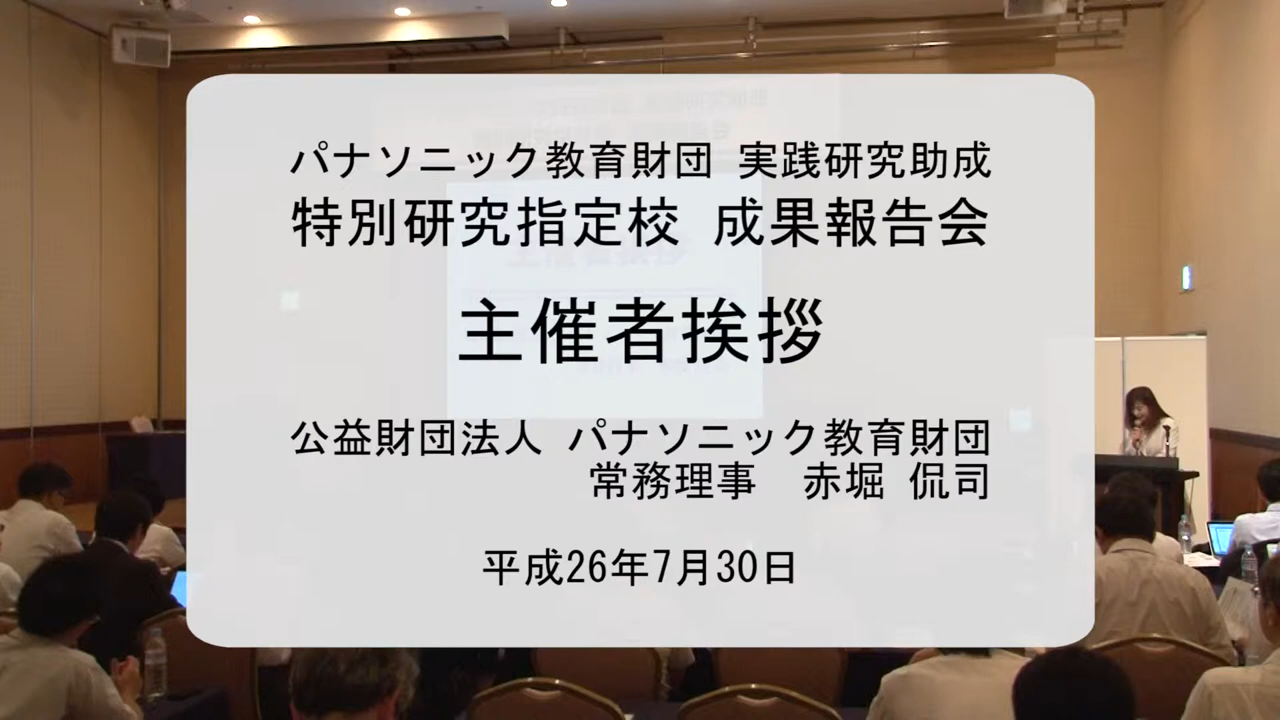 パナソニック教育財団 実践研究助成
特別研究指定校 成果報告会
主催者挨拶
公益財団法人 パナソニック教育財団
常務理事 赤堀 侃司
平成26年7月30日